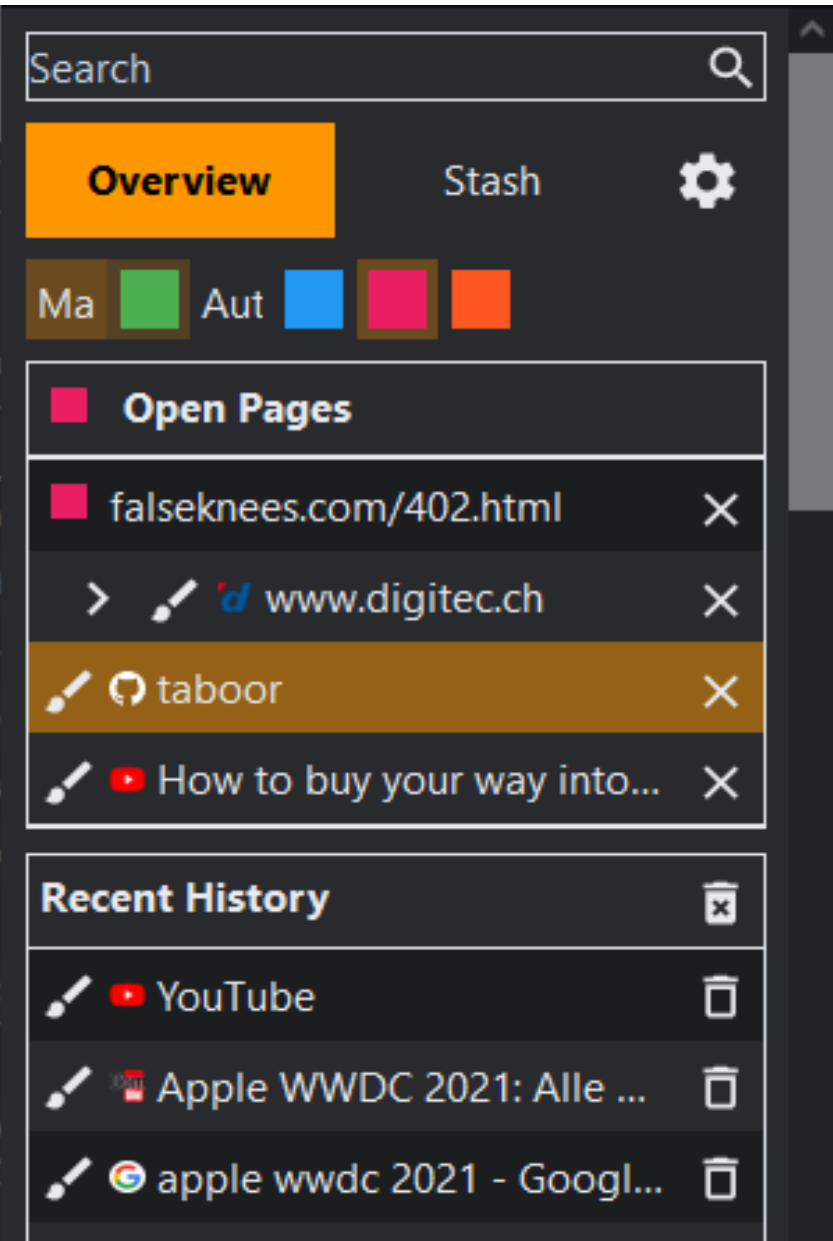 Search
Overview Stash
Ma Aut
Open Pages
falseknees.com/402.html
www.digitec.ch
taboor
How to buy your way into...
Recent History
YouTube
Apple WWDC 2021: Alle ...
apple wwdc 2021 - Googl...